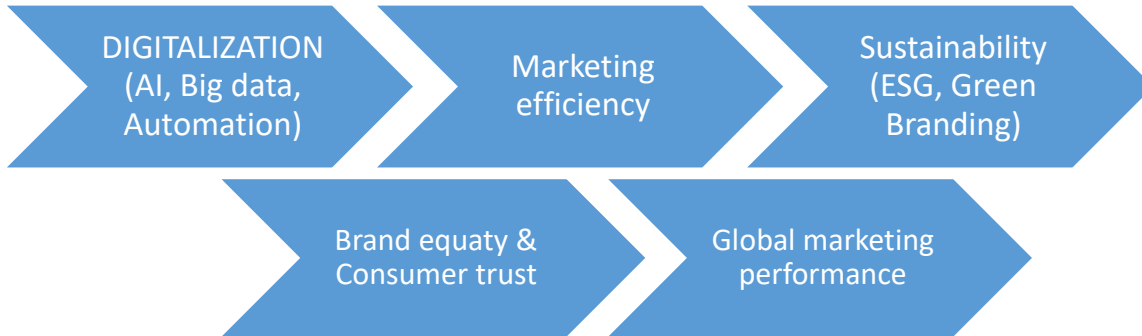 DIGITALIZATION
(AI, Big data,
Automation)
Marketing
efficiency
Sustainability
(ESG, Green
Branding)
Brand equaty &
Consumer trust
Global marketing
performance